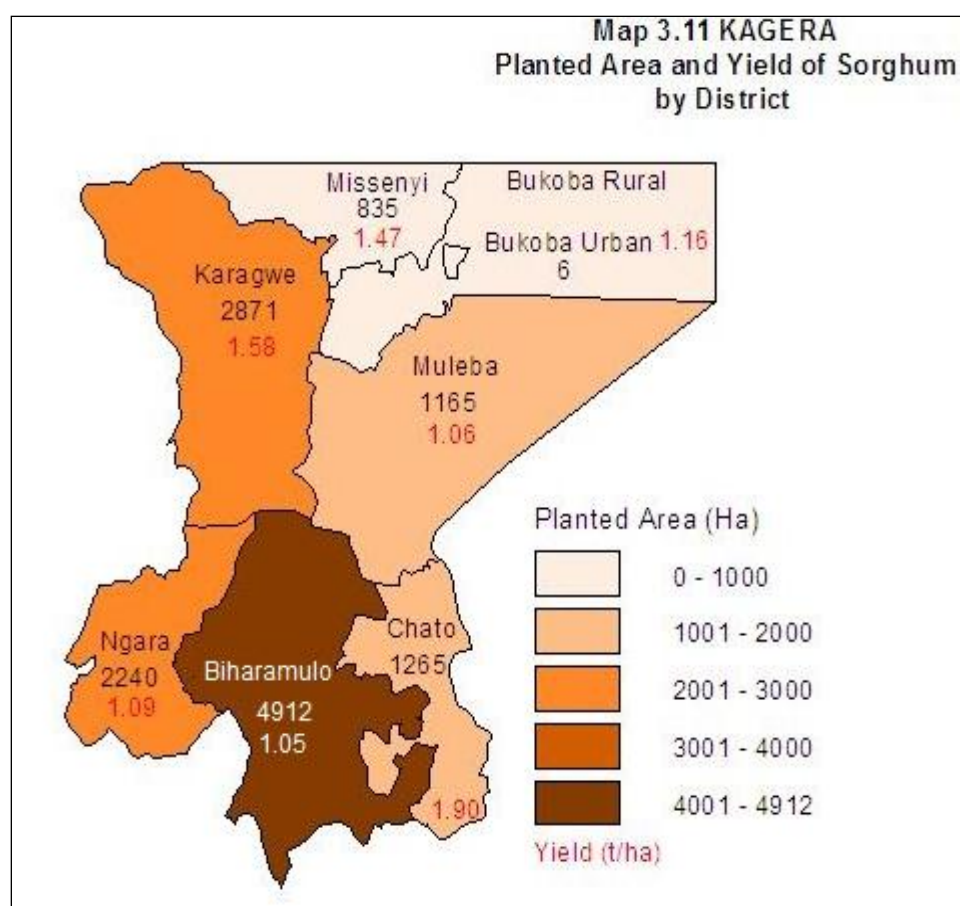 Map 3.11 KAGERA
Planted Area and Yield of Sorghum
by District
Missenyi
835
1.47
Bukoba Rural
Bukoba Urban 1.16
6
Karagwe
2871
1.58
Muleba
1165
1.06
Ngara
2240
1.09
Biharamulo
4912
1.05
Chato
1265
1.90
Planted Area (Ha)
0 - 1000
1001 - 2000
2001 - 3000
3001 - 4000
4001 - 4912
Yield (t/ha)